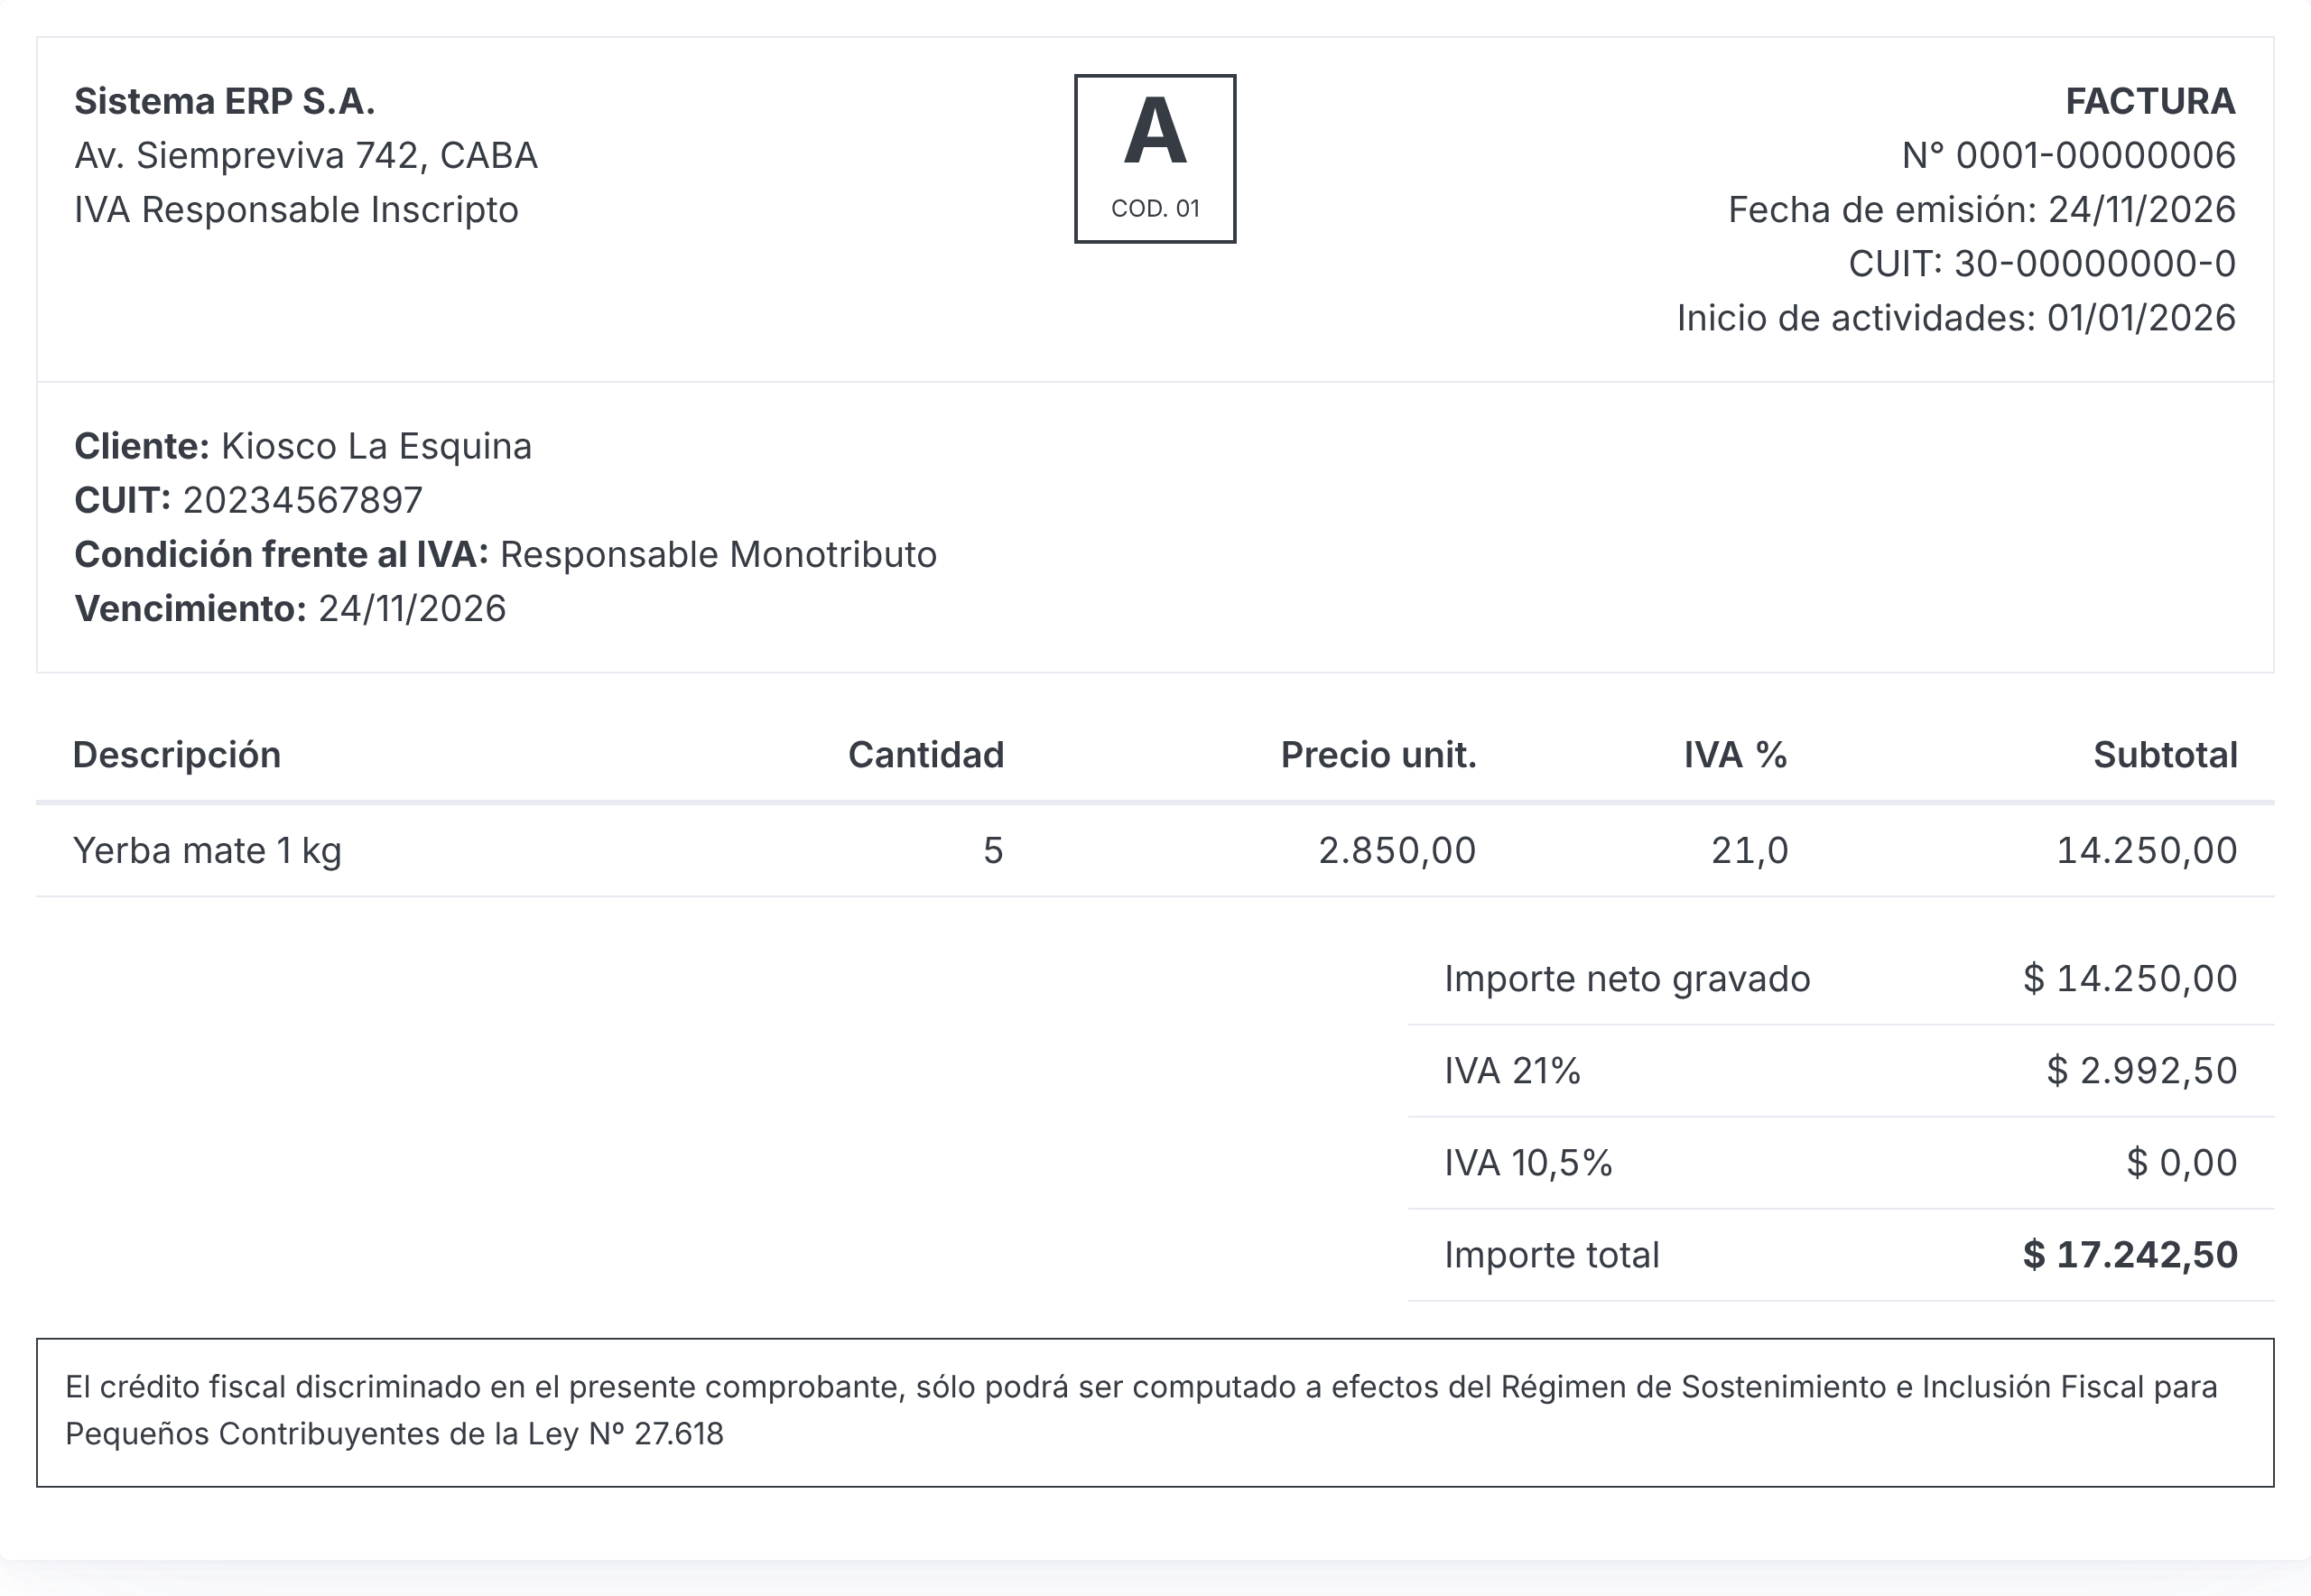 Sistema ERP S.A.
Av. Siempreviva 742, CABA
IVA Responsable Inscripto
A
COD. 01
FACTURA
N° 0001-00000006
Fecha de emisión: 24/11/2026
CUIT: 30-00000000-0
Inicio de actividades: 01/01/2026
Cliente: Kiosco La Esquina
CUIT: 20234567897
Condición frente al IVA: Responsable Monotributo
Vencimiento: 24/11/2026
Descripción Cantidad Precio unit. IVA % Subtotal
Yerba mate 1 kg 5 2.850,00 21,0 14.250,00
Importe neto gravado $ 14.250,00
IVA 21% $ 2.992,50
IVA 10,5% $ 0,00
Importe total $ 17.242,50
El crédito fiscal discriminado en el presente comprobante, sólo podrá ser computado a efectos del Régimen de Sostenimiento e Inclusión Fiscal para
Pequeños Contribuyentes de la Ley Nº 27.618